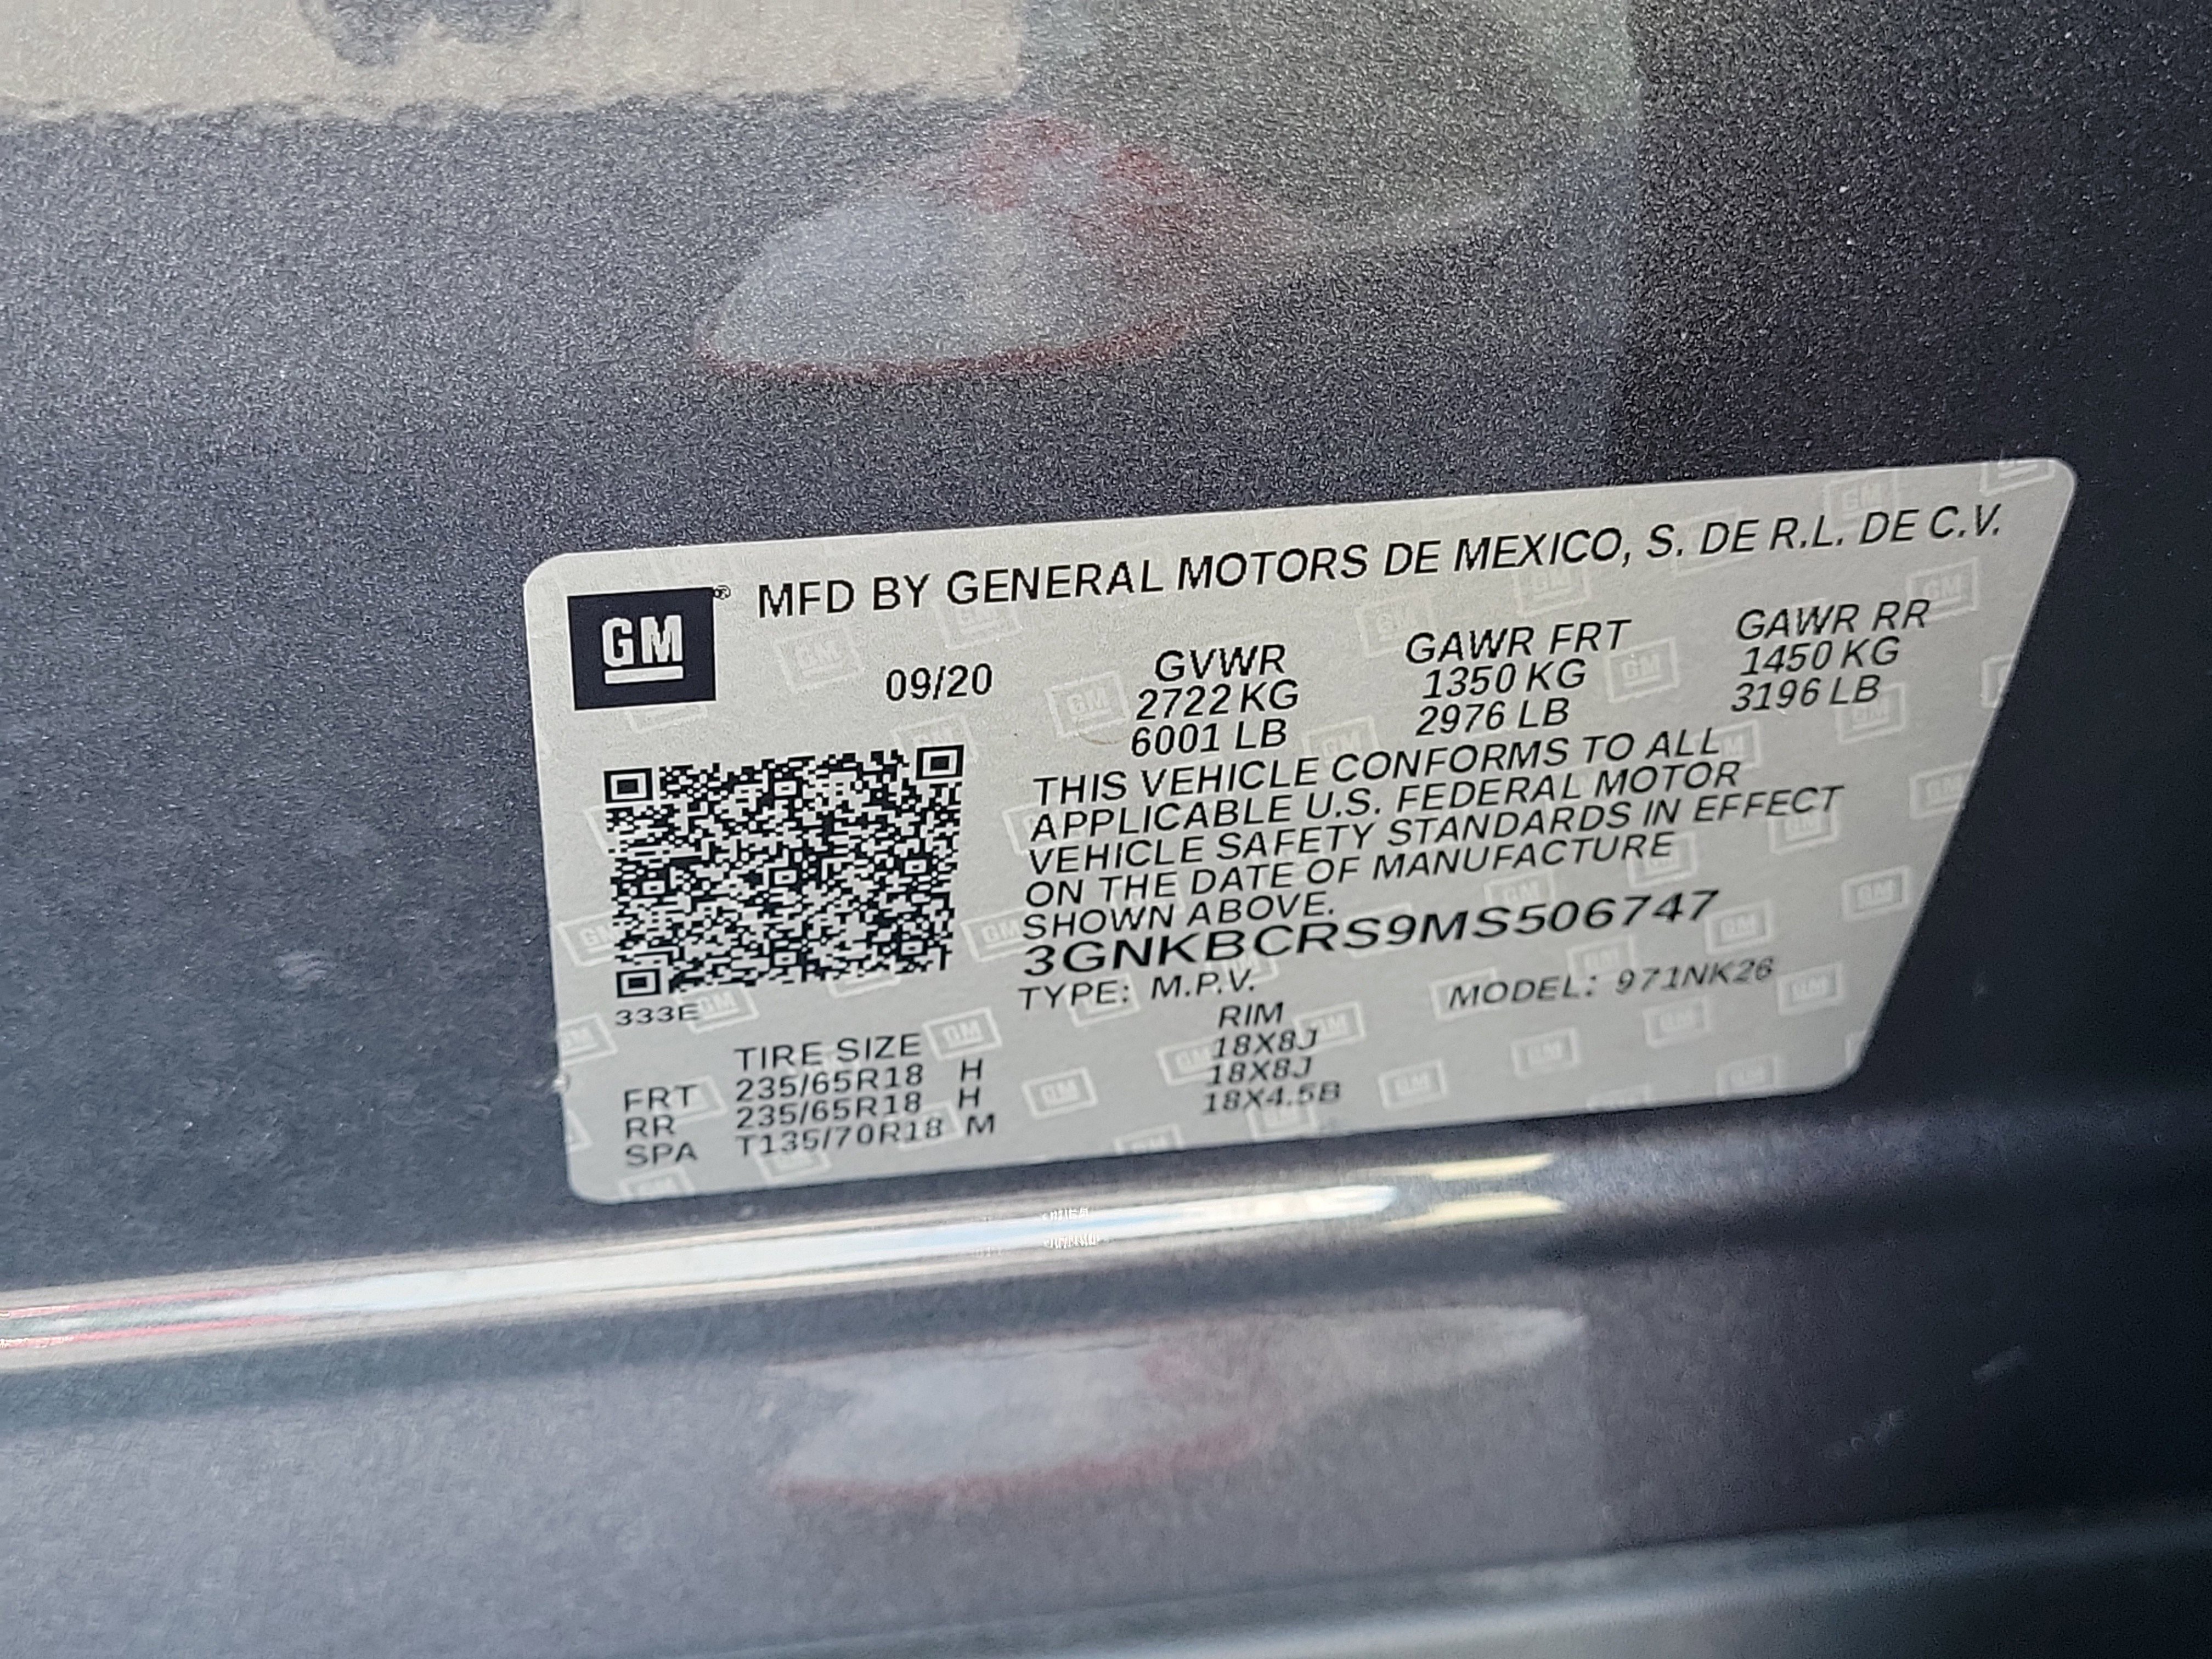 GM® MFD BY GENERAL MOTORS DE MEXICO, S. DE R.L. DE C.V.
09/20
GVWR
2722 KG
6001 LB
GAWR FRT
1350 KG
2976 LB
GAWR RR
1450 KG
3196 LB
THIS VEHICLE CONFORMS TO ALL
APPLICABLE U.S. FEDERAL MOTOR
VEHICLE SAFETY STANDARDS IN EFFECT
ON THE DATE OF MANUFACTURE
SHOWN ABOVE.
3GNKBCRS9MS506747
TYPE: M.P.V. MODEL: 971NK26
333E
TIRE SIZE RIM
FRT 235/65R18 H 18X8J
RR 235/65R18 H 18X8J
SPA T135/70R18 M 18X4.5B